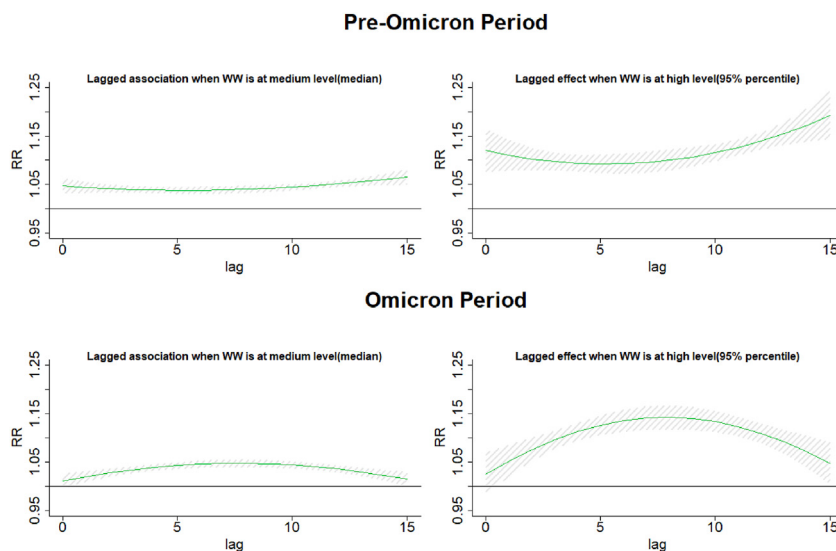 Pre-Omicron Period
Lagged association when WW is at medium level(median)
1.25
1.15
1.05
0.95
RR
0
5
10
15
lag
Lagged effect when WW is at high level(95% percentile)
1.25
1.15
1.05
0.95
RR
0
5
10
15
lag
Omicron Period
Lagged association when WW is at medium level(median)
1.25
1.15
1.05
0.95
RR
0
5
10
15
lag
Lagged effect when WW is at high level(95% percentile)
1.25
1.15
1.05
0.95
RR
0
5
10
15
lag